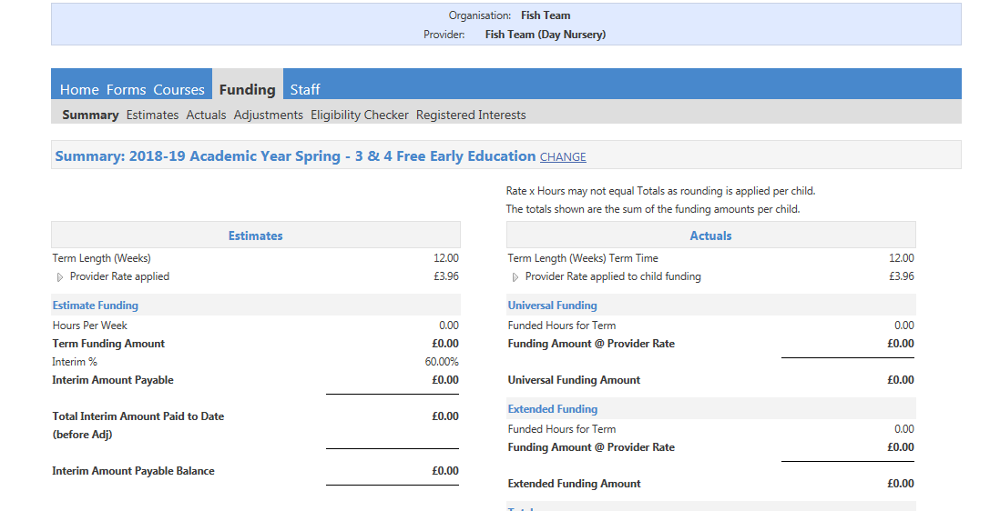 Organisation: Fish Team
Provider: Fish Team (Day Nursery)
Home Forms Courses Funding Staff
Summary Estimates Actuals Adjustments Eligibility Checker Registered Interests
Summary: 2018-19 Academic Year Spring - 3 & 4 Free Early Education CHANGE
Rate x Hours may not equal Totals as rounding is applied per child.
The totals shown are the sum of the funding amounts per child.
Estimates
Term Length (Weeks) 12.00
Provider Rate applied £3.96
Estimate Funding
Hours Per Week 0.00
Term Funding Amount £0.00
Interim % 60.00%
Interim Amount Payable £0.00
Total Interim Amount Paid to Date £0.00
(before Adj)
Interim Amount Payable Balance £0.00
Actuals
Term Length (Weeks) Term Time 12.00
Provider Rate applied to child funding £3.96
Universal Funding
Funded Hours for Term 0.00
Funding Amount @ Provider Rate £0.00
Universal Funding Amount £0.00
Extended Funding
Funded Hours for Term 0.00
Funding Amount @ Provider Rate £0.00
Extended Funding Amount £0.00